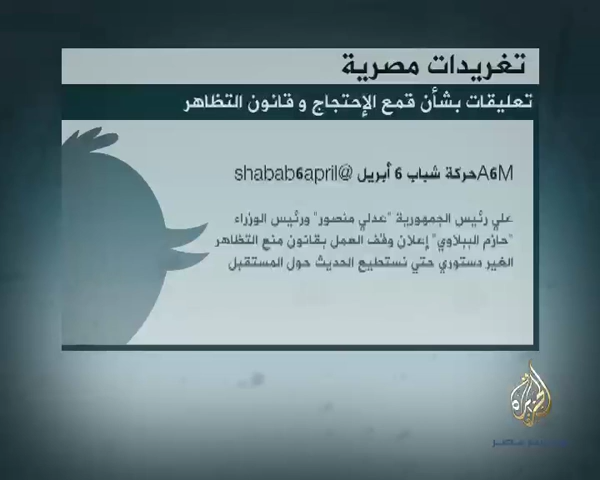 تغريدات مصرية
تعليقات بشأن قمع الإحتجاج و قانون التظاهر
A6Mحركة شباب 6 أبريل @shabab6april
علي رئيس الجمهورية "عدلي منصور" ورئيس الوزراء
"حازم الببلاوي" إعلان وقف العمل بقانون منع التظاهر
الغير دستوري حتي نستطيع الحديث حول المستقبل
الجزيرة